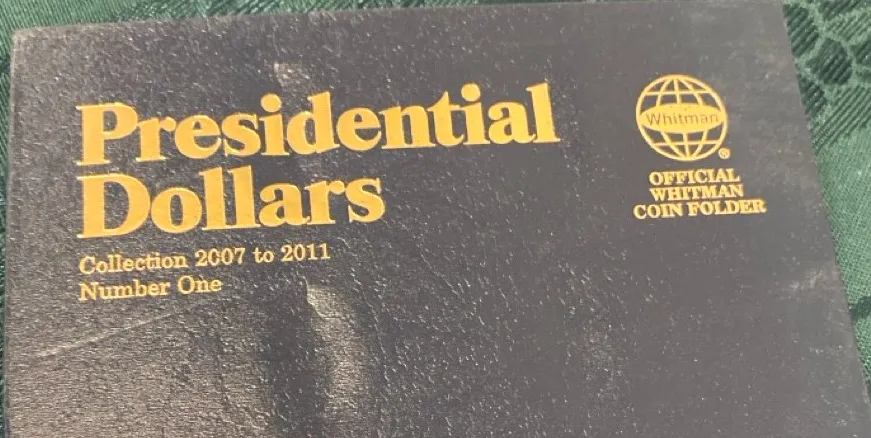 Presidential
Dollars
Collection 2007 to 2011
Number One
Whitman
®
OFFICIAL
WHITMAN
COIN FOLDER